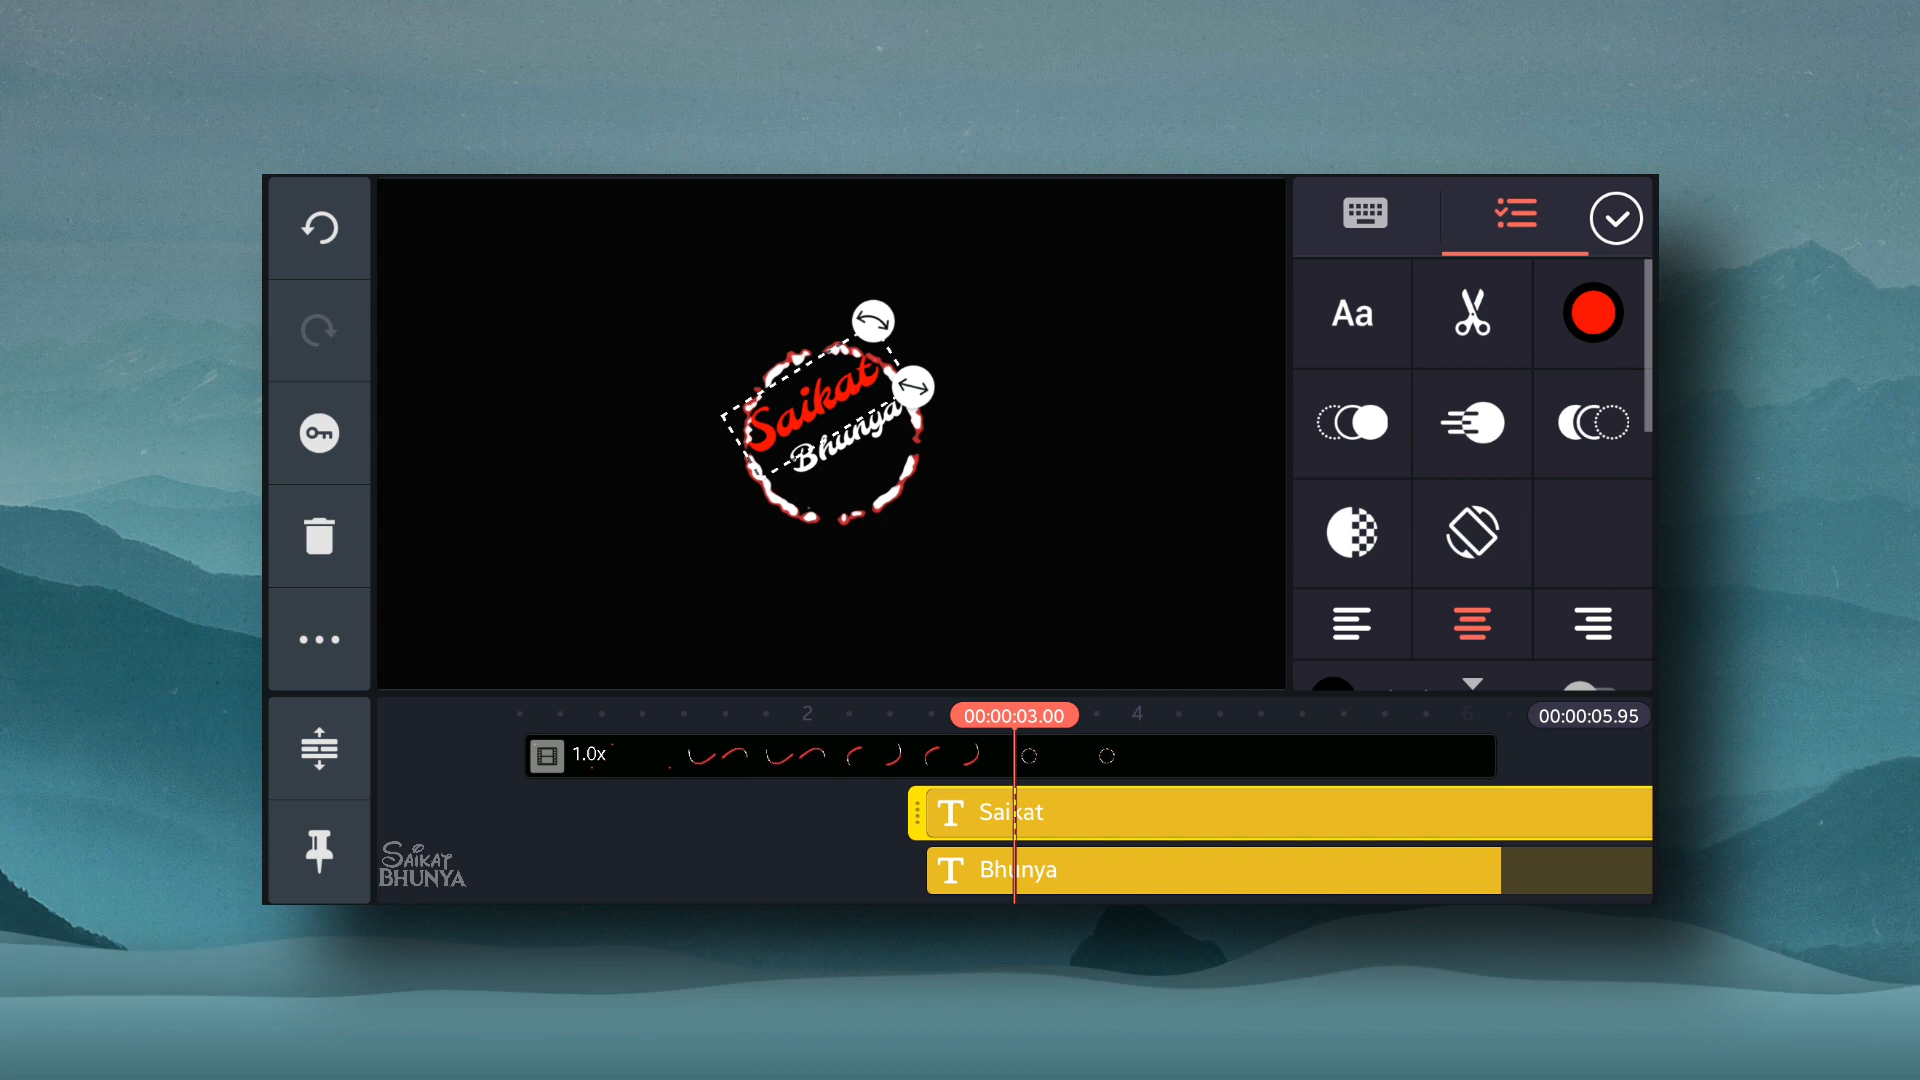 Saikat
Bhunya
Aa
2
00:00:03.00
4
6
00:00:05.95
1.0x
T Saikat
T Bhunya
SAIKAT
BHUNYA